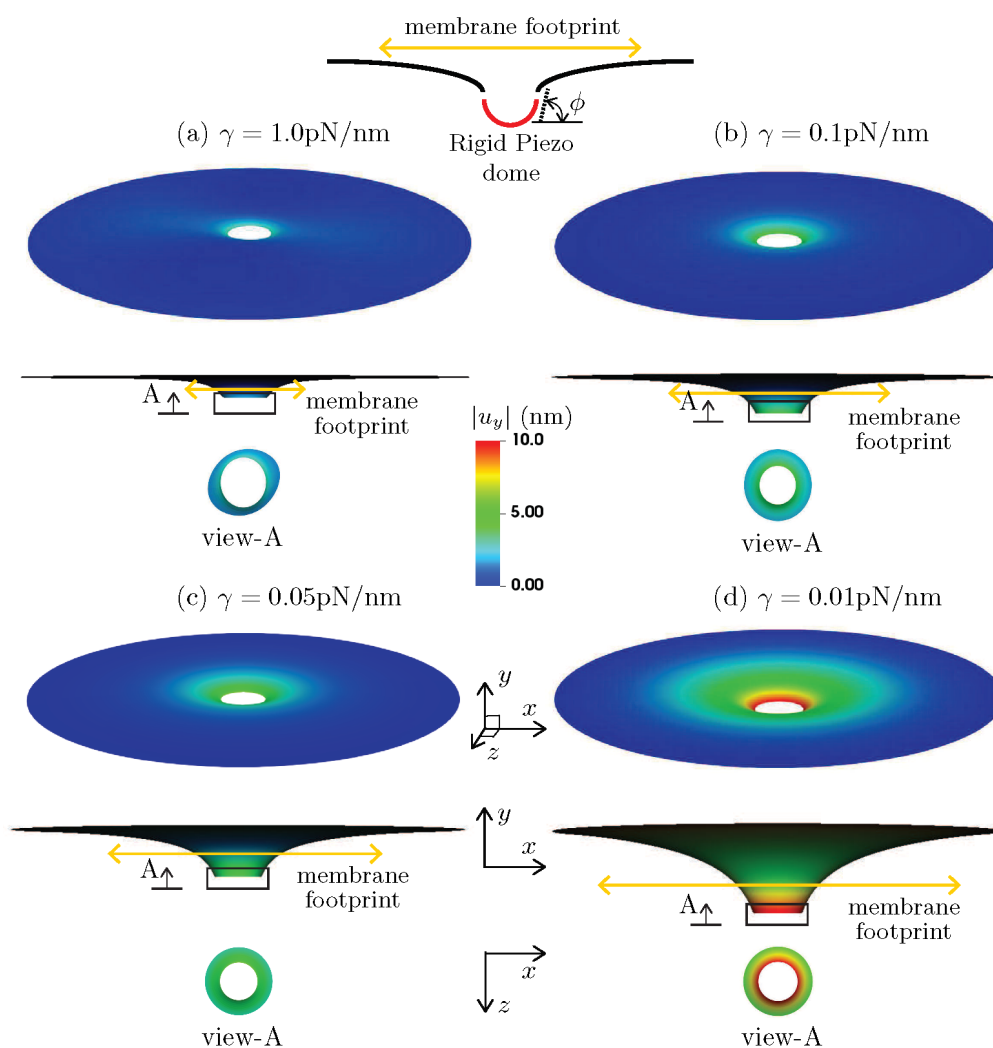 membrane footprint
ϕ
(a) γ = 1.0pN/nm
Rigid Piezo
dome
(b) γ = 0.1pN/nm
A
membrane
footprint
view-A
|u_y| (nm)
10.0
5.00
0.00
A
membrane
footprint
view-A
(c) γ = 0.05pN/nm
(d) γ = 0.01pN/nm
y
x
z
A
membrane
footprint
view-A
y
x
x
z
A
membrane
footprint
view-A